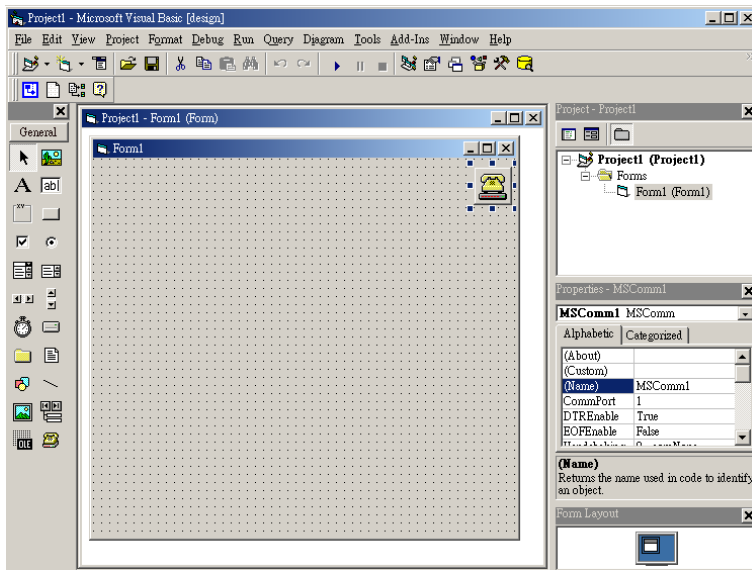 Project1 - Microsoft Visual Basic [design]
File Edit View Project Format Debug Run Query Diagram Tools Add-Ins Window Help
General
A ab|
xv
OLE
Project1 - Form1 (Form)
Form1
Project - Project1
Project1 (Project1)
Forms
Form1 (Form1)
Properties - MSComm1
MSComm1 MSComm
Alphabetic Categorized
(About)
(Custom)
(Name) MSComm1
CommPort 1
DTREnable True
EOFEnable False
(Name)
Returns the name used in code to identify
an object.
Form Layout